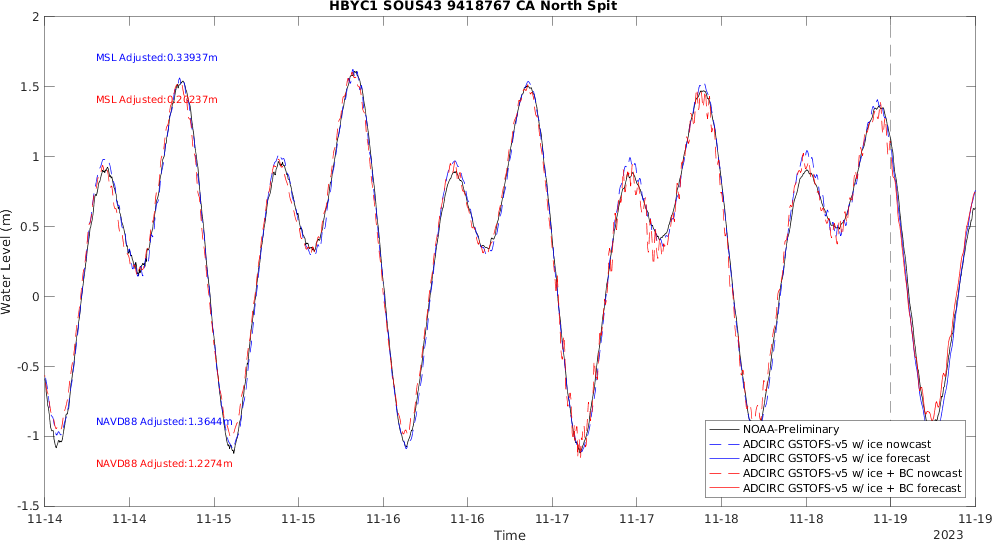 HBYC1 SOUS43 9418767 CA North Spit
2
1.5
1
0.5
0
-0.5
-1
-1.5
Water Level (m)
MSL Adjusted:0.33937m
MSL Adjusted:0.20237m
NAVD88 Adjusted:1.3644m
NAVD88 Adjusted:1.2274m
NOAA-Preliminary
ADCIRC GSTOFS-v5 w/ ice nowcast
ADCIRC GSTOFS-v5 w/ ice forecast
ADCIRC GSTOFS-v5 w/ ice + BC nowcast
ADCIRC GSTOFS-v5 w/ ice + BC forecast
11-14 11-14 11-15 11-15 11-16 11-16 11-17 11-17 11-18 11-18 11-19 11-19
Time
2023